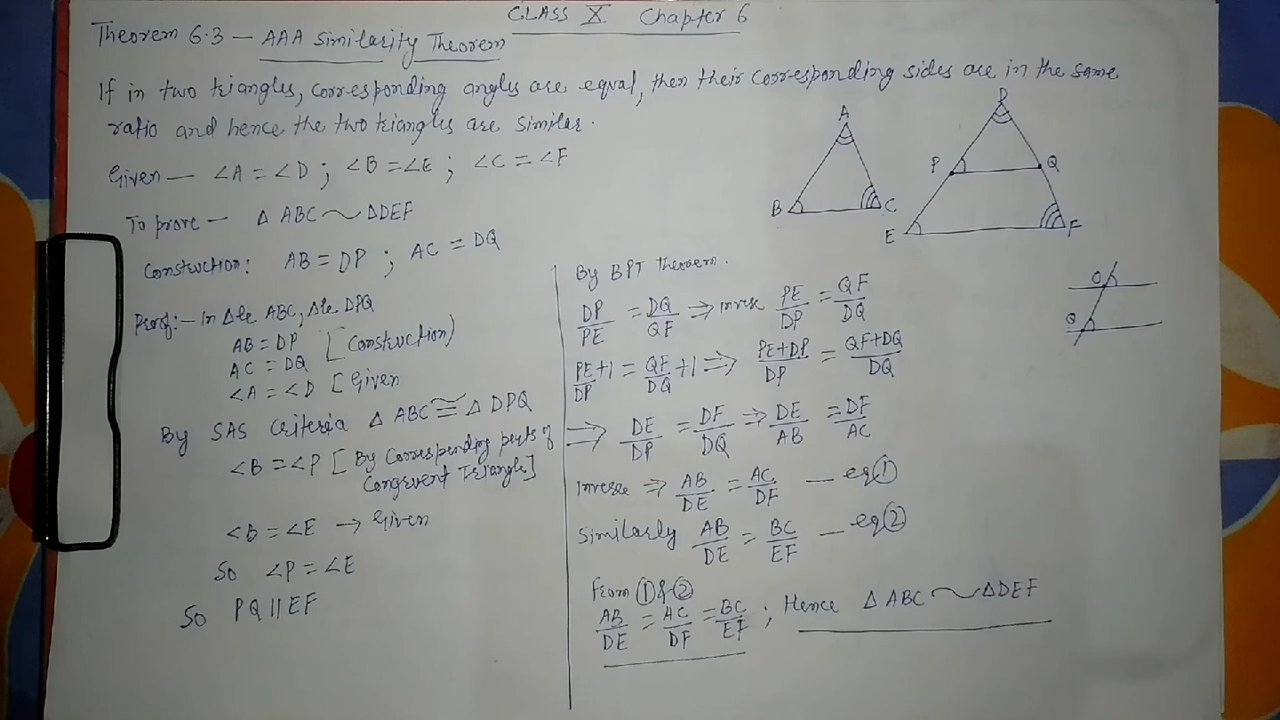 CLASS X. Chapter 6
Theorem 6.3 — AAA Similarity Theorem
If in two triangles, corresponding angles are equal, then their corresponding sides are in the same
ratio and hence the two triangles are similar.
Given — ∠A = ∠D ; ∠B = ∠E ; ∠C = ∠F
To prove — Δ ABC ~ ΔDEF
Construction: AB = DP ; AC = DQ
Proof:- In Δle ABC, Δle DPQ
AB = DP
AC = DQ
[Construction)
∠A = ∠D [Given
By SAS criteria Δ ABC ≅ Δ DPQ
∠B = ∠P [By Corresponding parts of
Congruent Triangle]
∠B = ∠E → Given
So ∠P = ∠E
So PQ || EF
A
B
C
D
P
Q
E
F
By BPT theorem.
DP/PE = DQ/QF ⇒ inverse PE/DP = QF/DQ
PE/DP + 1 = QF/DQ + 1 ⇒ PE+DP/DP = QF+DQ/DQ
⇒ DE/DP = DF/DQ ⇒ DE/AB = DF/AC
Inverse ⇒ AB/DE = AC/DF — eq ①
Similarly AB/DE = BC/EF — eq ②
From ① & ②
AB/DE = AC/DF = BC/EF ; Hence Δ ABC ~ ΔDEF